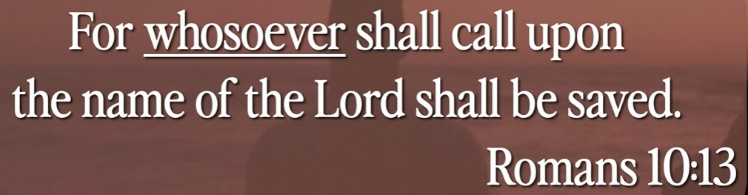 For whosoever shall call upon
the name of the Lord shall be saved.
Romans 10:13